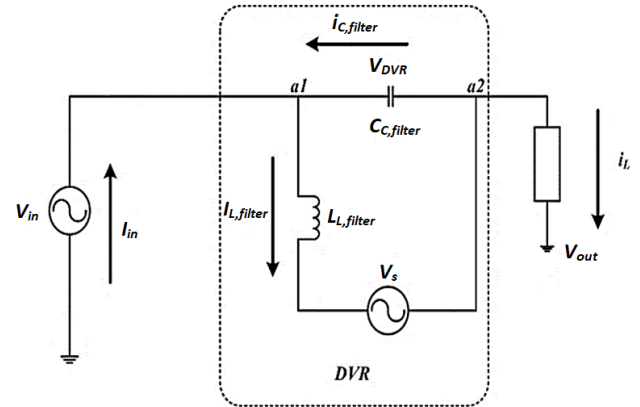 iC,filter
VDVR
a1
a2
CC,filter
Vin
Iin
IL,filter
LL,filter
Vs
iL
Vout
DVR